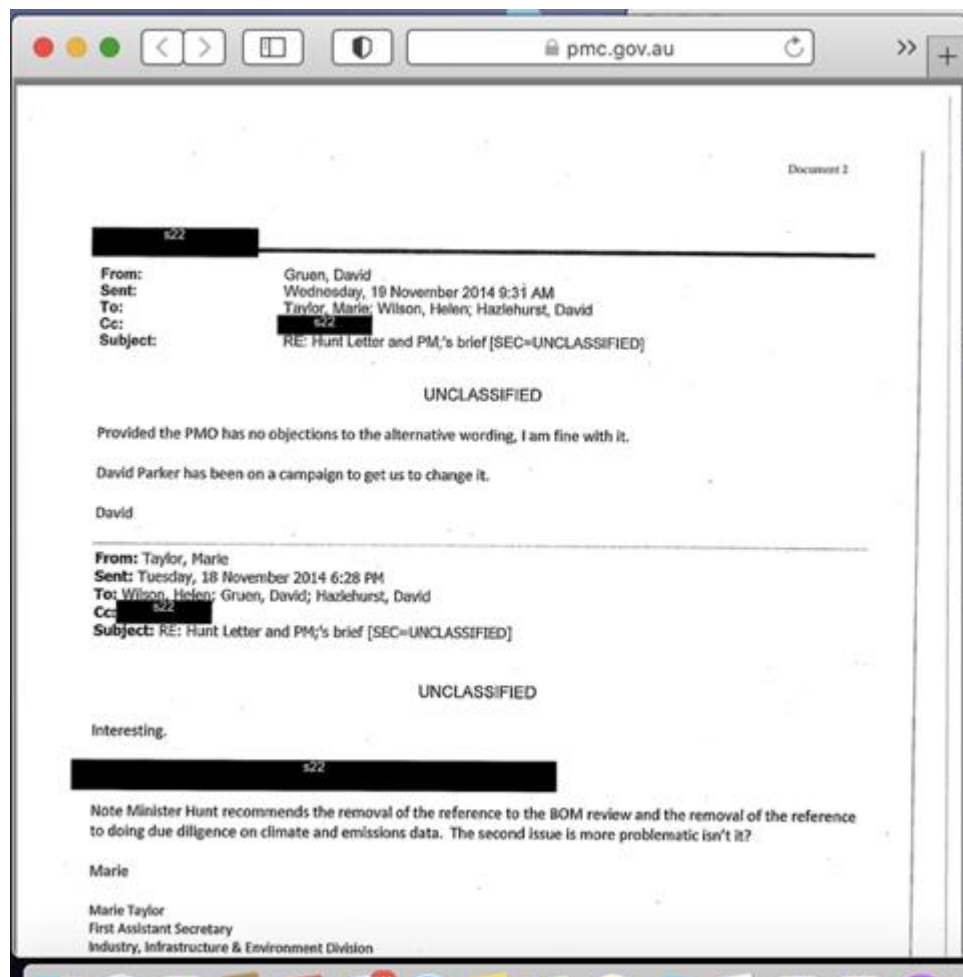 pmc.gov.au
Document 2
s22
From: Gruen, David
Sent: Wednesday, 19 November 2014 9:31 AM
To: Taylor, Marie; Wilson, Helen; Hazlehurst, David
Cc: s22
Subject: RE: Hunt Letter and PM;'s brief [SEC=UNCLASSIFIED]
UNCLASSIFIED
Provided the PMO has no objections to the alternative wording, I am fine with it.
David Parker has been on a campaign to get us to change it.
David
From: Taylor, Marie
Sent: Tuesday, 18 November 2014 6:28 PM
To: Wilson, Helen; Gruen, David; Hazlehurst, David
Cc: s22
Subject: RE: Hunt Letter and PM;'s brief [SEC=UNCLASSIFIED]
UNCLASSIFIED
Interesting.
s22
Note Minister Hunt recommends the removal of the reference to the BOM review and the removal of the reference
to doing due diligence on climate and emissions data. The second issue is more problematic isn't it?
Marie
Marie Taylor
First Assistant Secretary
Industry, Infrastructure & Environment Division